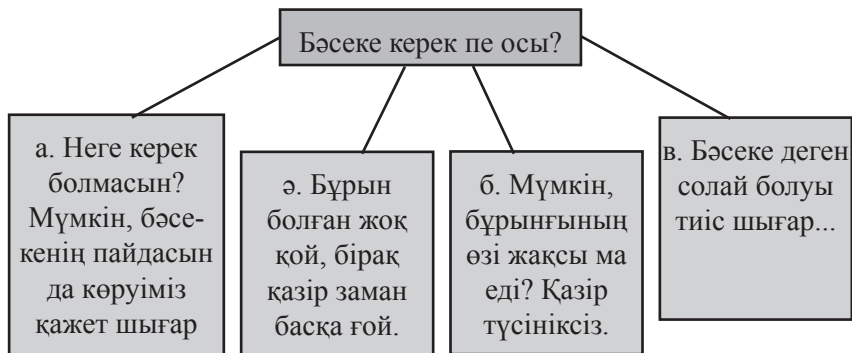 Бәсеке керек пе осы?
а. Неге керек
болмасын?
Мүмкін, бәсе-
кенің пайдасын
да көруіміз
қажет шығар
ә. Бұрын
болған жоқ
қой, бірақ
қазір заман
басқа ғой.
б. Мүмкін,
бұрынғының
өзі жақсы ма
еді? Қазір
түсініксіз.
в. Бәсеке деген
солай болуы
тиіс шығар...